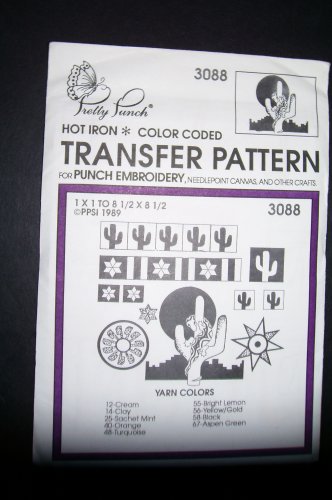 3088
Pretty Punch®
HOT IRON * COLOR CODED
TRANSFER PATTERN
FOR PUNCH EMBROIDERY, NEEDLEPOINT CANVAS, AND OTHER CRAFTS.
1 X 1 TO 8 1/2 X 8 1/2
©PPSI 1989
3088
YARN COLORS
12-Cream
14-Clay
25-Sachet Mint
40-Orange
48-Turquoise
55-Bright Lemon
56-Yellow/Gold
58-Black
67-Aspen Green